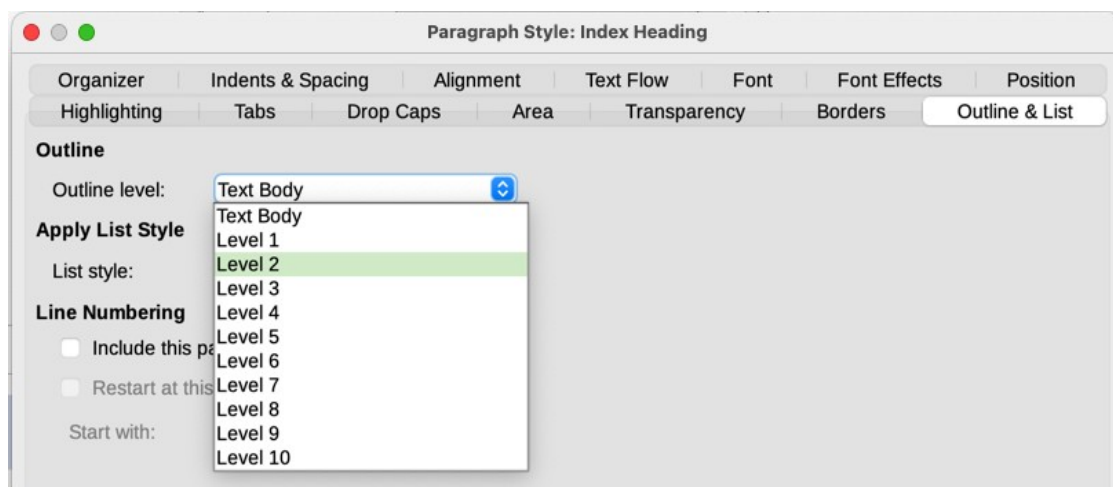 Paragraph Style: Index Heading
Organizer Indents & Spacing Alignment Text Flow Font Font Effects Position
Highlighting Tabs Drop Caps Area Transparency Borders Outline & List
Outline
Outline level: Text Body
Text Body
Apply List Style
Level 1
Level 2
List style:
Level 3
Line Numbering
Level 4
Level 5
Include this pa
Level 6
Restart at this
Level 7
Level 8
Start with:
Level 9
Level 10